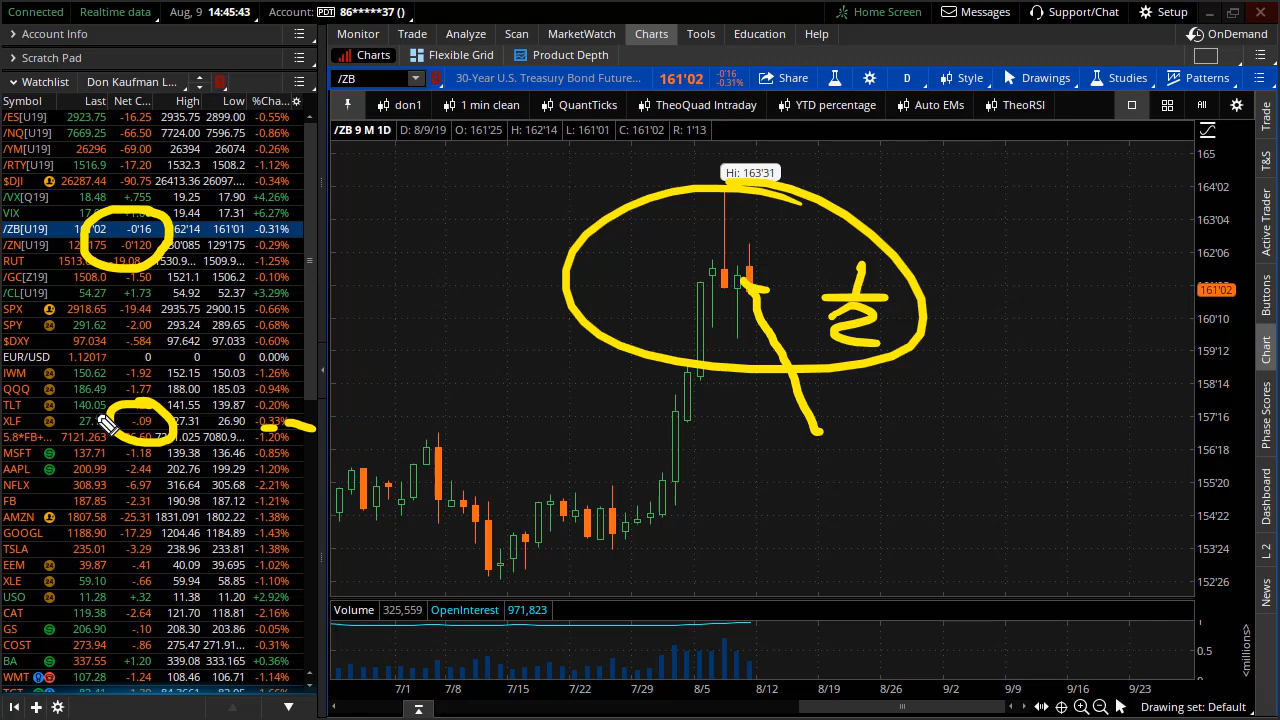 Connected Realtime data Aug, 9 14:45:43 Account: PDT 86*****37 () Home Screen Messages Support/Chat Setup
Account Info
Scratch Pad
Watchlist Don Kaufman L...
Monitor Trade Analyze Scan MarketWatch Charts Tools Education Help OnDemand
Charts Flexible Grid Product Depth
/ZB 30-Year U.S. Treasury Bond Future... 161'02 -0'16 -0.31% Share D Style Drawings Studies Patterns
don1 1 min clean QuantTicks TheoQuad Intraday YTD percentage Auto EMs TheoRSI All
/ZB 9 M 1D D: 8/9/19 O: 161'25 H: 162'14 L: 161'01 C: 161'02 R: 1'13
Symbol Last Net C... High Low %Cha...
/ES[U19] 2923.75 -16.25 2935.75 2899.00 -0.55%
/NQ[U19] 7669.25 -66.50 7724.00 7596.75 -0.86%
/YM[U19] 26296 -69.00 26394 26074 -0.26%
/RTY[U19] 1516.9 -17.20 1532.3 1508.2 -1.12%
$DJI 26287.44 -90.75 26413.36 26097.... -0.34%
/VX[Q19] 18.48 +.755 19.25 17.90 +4.26%
VIX 19.44 17.31 +6.27%
/ZB[U19] -0'16 161'01 -0.31%
/ZN[U19] -0'120 129'175 -0.29%
RUT -19.08 1530.9... 1509.9... -1.25%
/GC[Z19] 1508.0 -1.50 1521.1 1506.2 -0.10%
/CL[U19] 54.27 +1.73 54.92 52.37 +3.29%
SPX 2918.65 -19.44 2935.75 2900.15 -0.66%
SPY 291.62 -2.00 293.24 289.65 -0.68%
$DXY 97.034 -.584 97.642 97.033 -0.60%
EUR/USD 1.12017 0 0 0 0.00%
IWM 150.62 -1.92 152.15 150.03 -1.26%
QQQ 186.49 -1.77 188.00 185.03 -0.94%
TLT 140.05 141.55 139.87 -0.20%
XLF -.09 27.31 26.90 -0.33%
5.8*FB+... 7121.263 7080.9... -1.20%
MSFT 137.71 -1.18 139.38 136.46 -0.85%
AAPL 200.99 -2.44 202.76 199.29 -1.20%
NFLX 308.93 -6.97 316.64 305.68 -2.21%
FB 187.85 -2.31 190.98 187.12 -1.21%
AMZN 1807.58 -25.31 1831.091 1802.22 -1.38%
GOOGL 1188.90 -17.29 1204.46 1184.89 -1.43%
TSLA 235.01 -3.29 238.96 233.81 -1.38%
EEM 39.87 -.41 40.09 39.695 -1.02%
XLE 59.10 -.66 59.94 58.85 -1.10%
USO 11.28 +.32 11.38 11.20 +2.92%
CAT 119.38 -2.64 121.70 118.81 -2.16%
GS 206.90 -.10 208.30 203.86 -0.05%
COST 273.94 -.86 275.47 271.91... -0.31%
BA 337.55 +1.20 339.08 333.165 +0.36%
WMT 107.28 -1.24 108.46 106.71 -1.14%
Hi: 163'31
1
2
165
164'02
163'04
162'06
161'02
160'10
159'12
158'14
157'16
156'18
155'20
154'22
153'24
152'26
Volume 325,559 OpenInterest 971,823
1
0.5
0
<millions>
7/1 7/8 7/15 7/22 7/29 8/5 8/12 8/19 8/26 9/2 9/9 9/16 9/23
Drawing set: Default
Trade
T&S
Active Trader
Buttons
Chart
Phase Scores
Dashboard
L 2
News